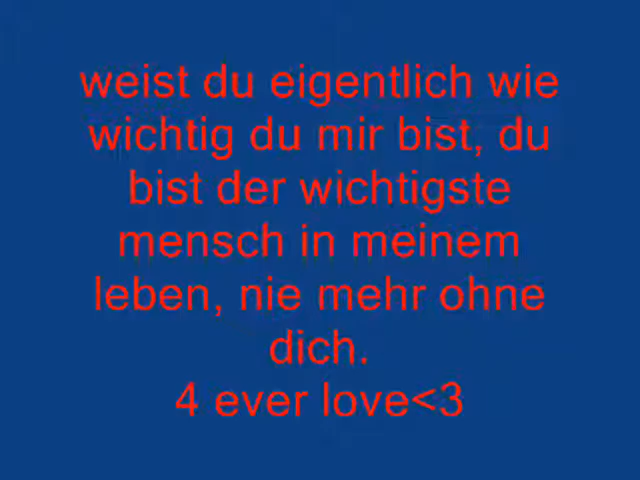 weist du eigentlich wie
wichtig du mir bist, du
bist der wichtigste
mensch in meinem
leben, nie mehr ohne
dich.
4 ever love<3